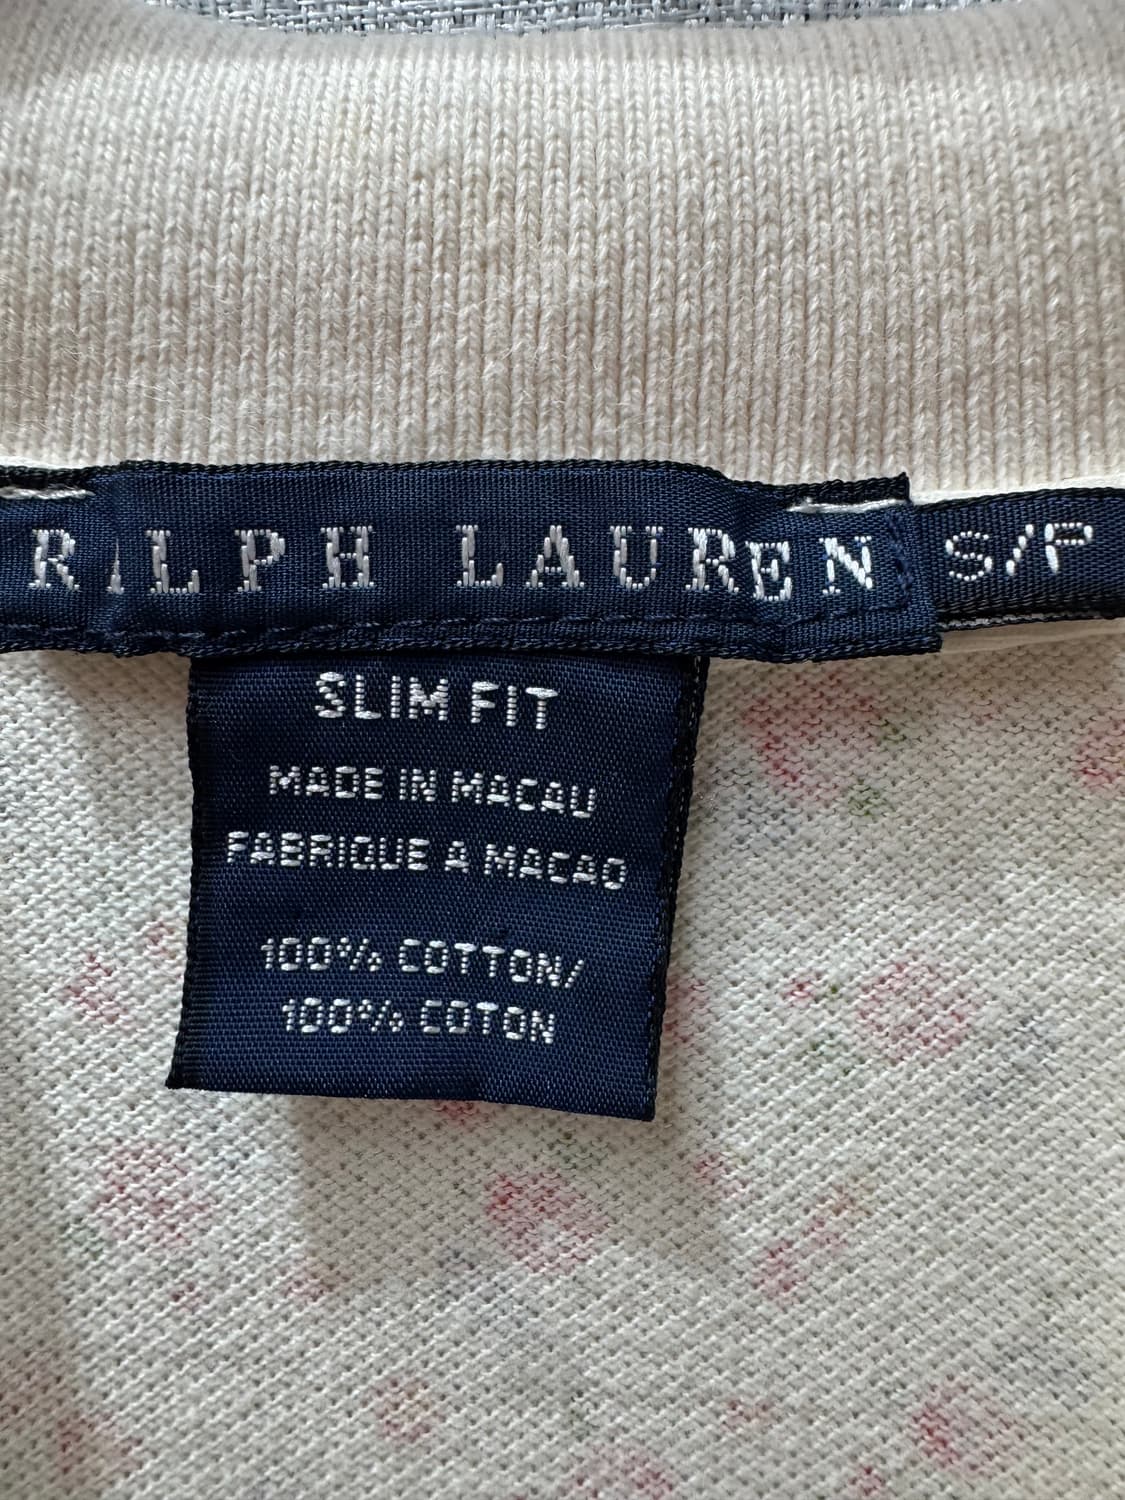 RALPH LAUREN S/P
SLIM FIT
MADE IN MACAU
FABRIQUE A MACAO
100% COTTON/
100% COTON